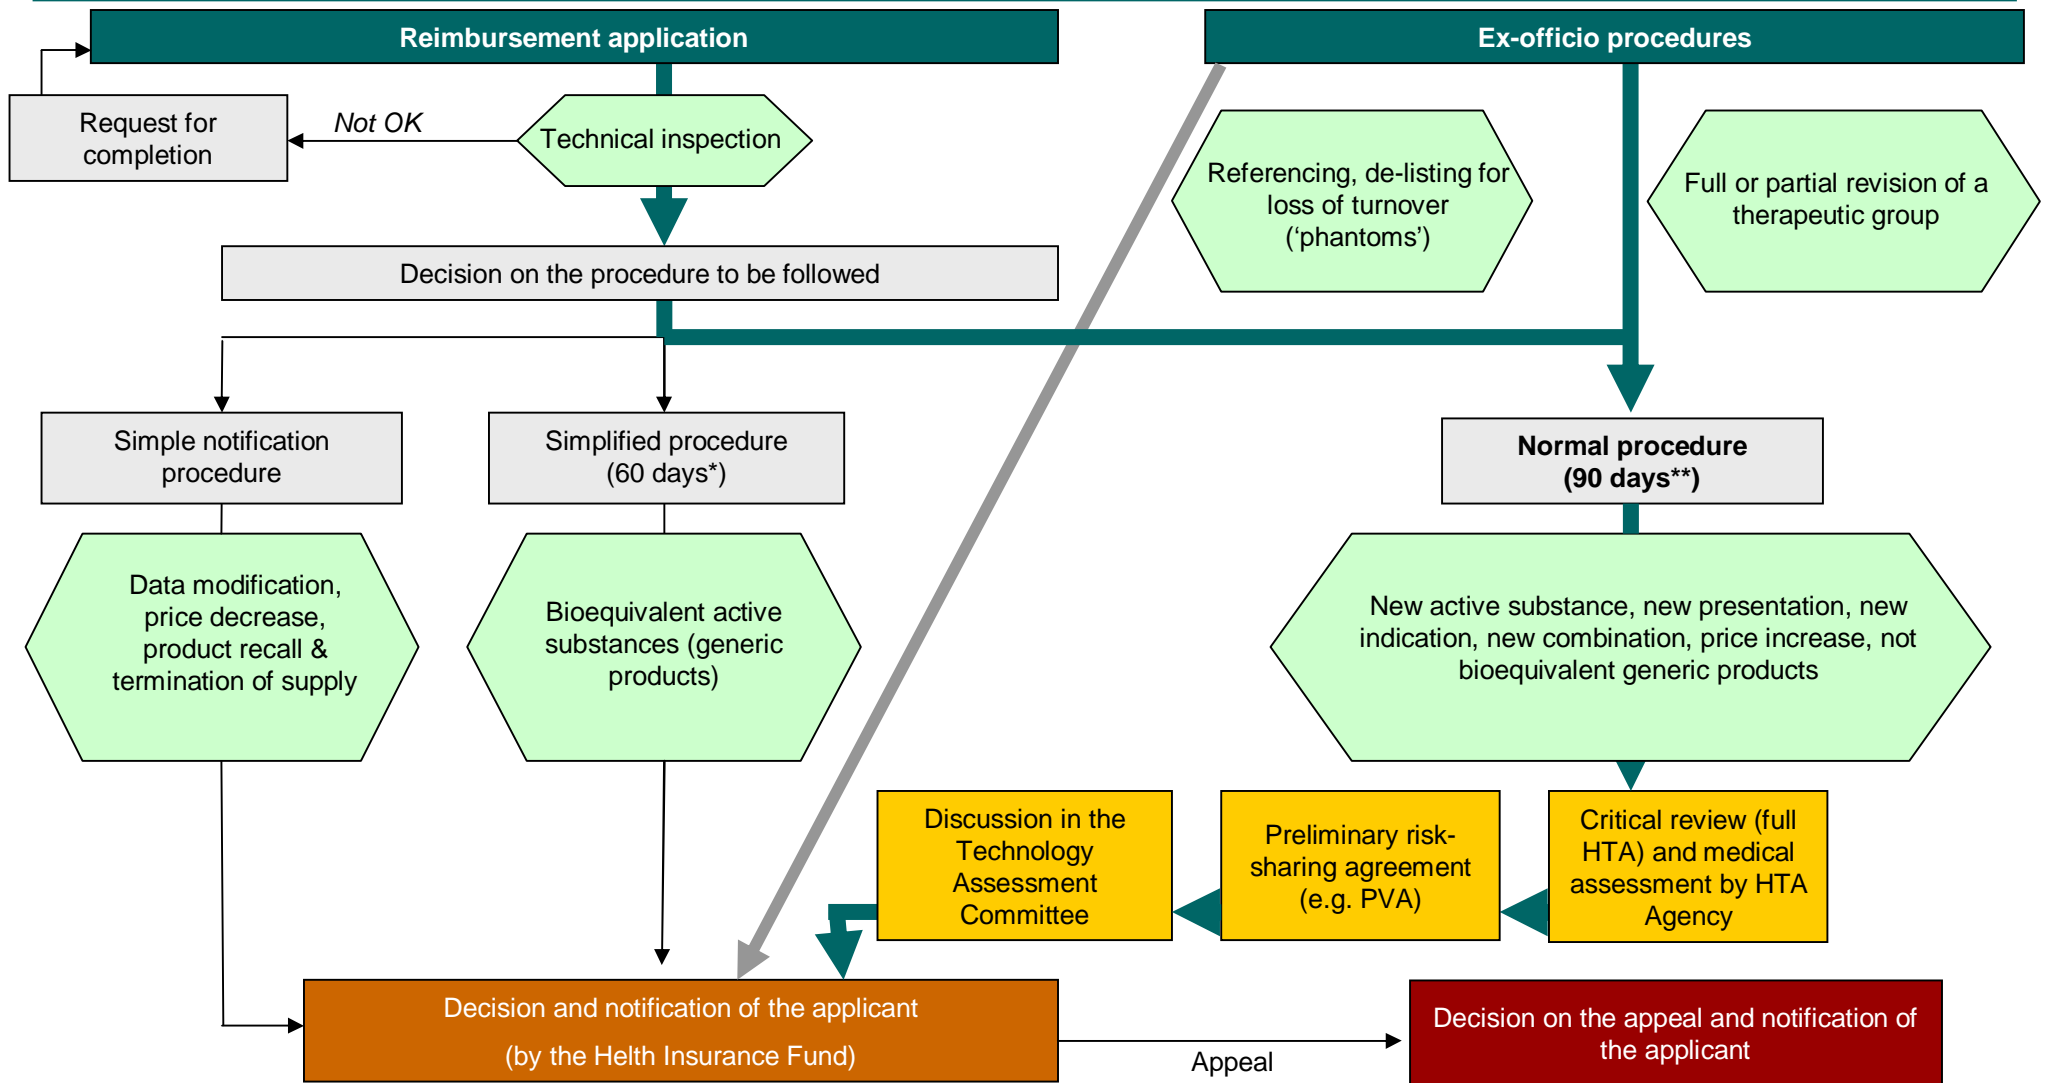 Reimbursement application
Ex-officio procedures
Request for
completion
Not OK
Technical inspection
Referencing, de-listing for
loss of turnover
(‘phantoms’)
Full or partial revision of a
therapeutic group
Decision on the procedure to be followed
Simple notification
procedure
Simplified procedure
(60 days*)
Normal procedure
(90 days**)
Data modification,
price decrease,
product recall &
termination of supply
Bioequivalent active
substances (generic
products)
New active substance, new presentation, new
indication, new combination, price increase, not
bioequivalent generic products
Discussion in the
Technology
Assessment
Committee
Preliminary risk-
sharing agreement
(e.g. PVA)
Critical review (full
HTA) and medical
assessment by HTA
Agency
Decision and notification of the applicant
(by the Helth Insurance Fund)
Appeal
Decision on the appeal and notification of
the applicant